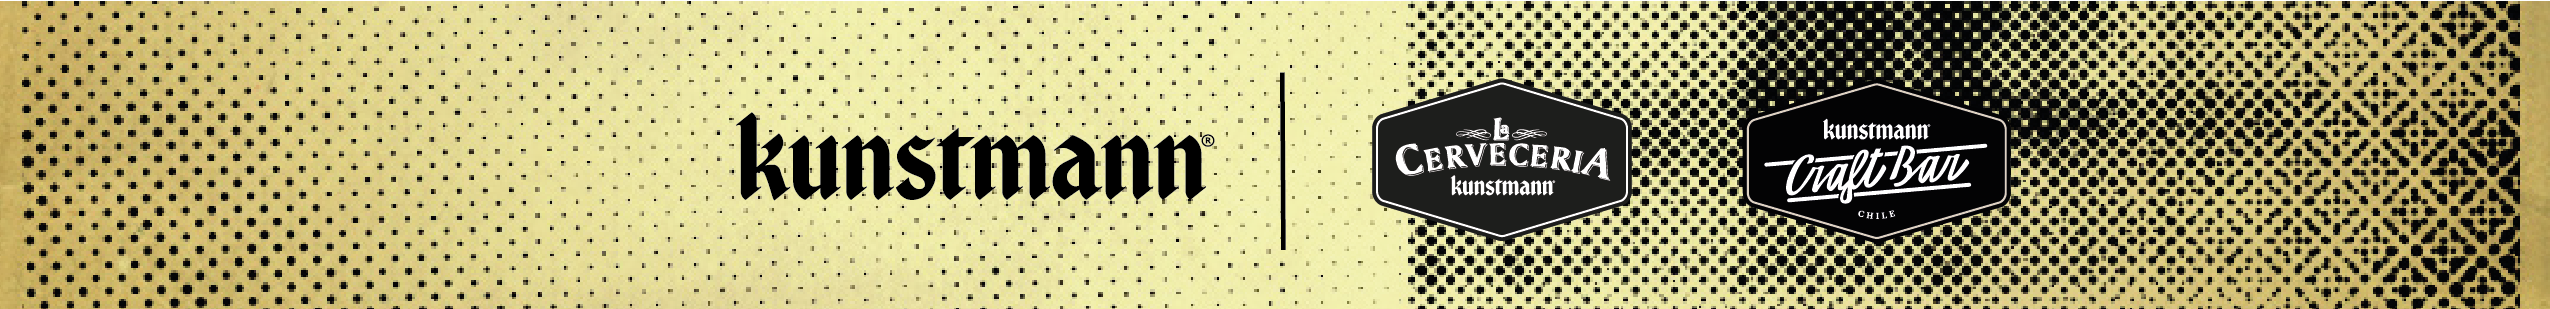 kunstmann®
la
CERVECERIA
kunstmann
kunstmann
Craft Bar
CHILE